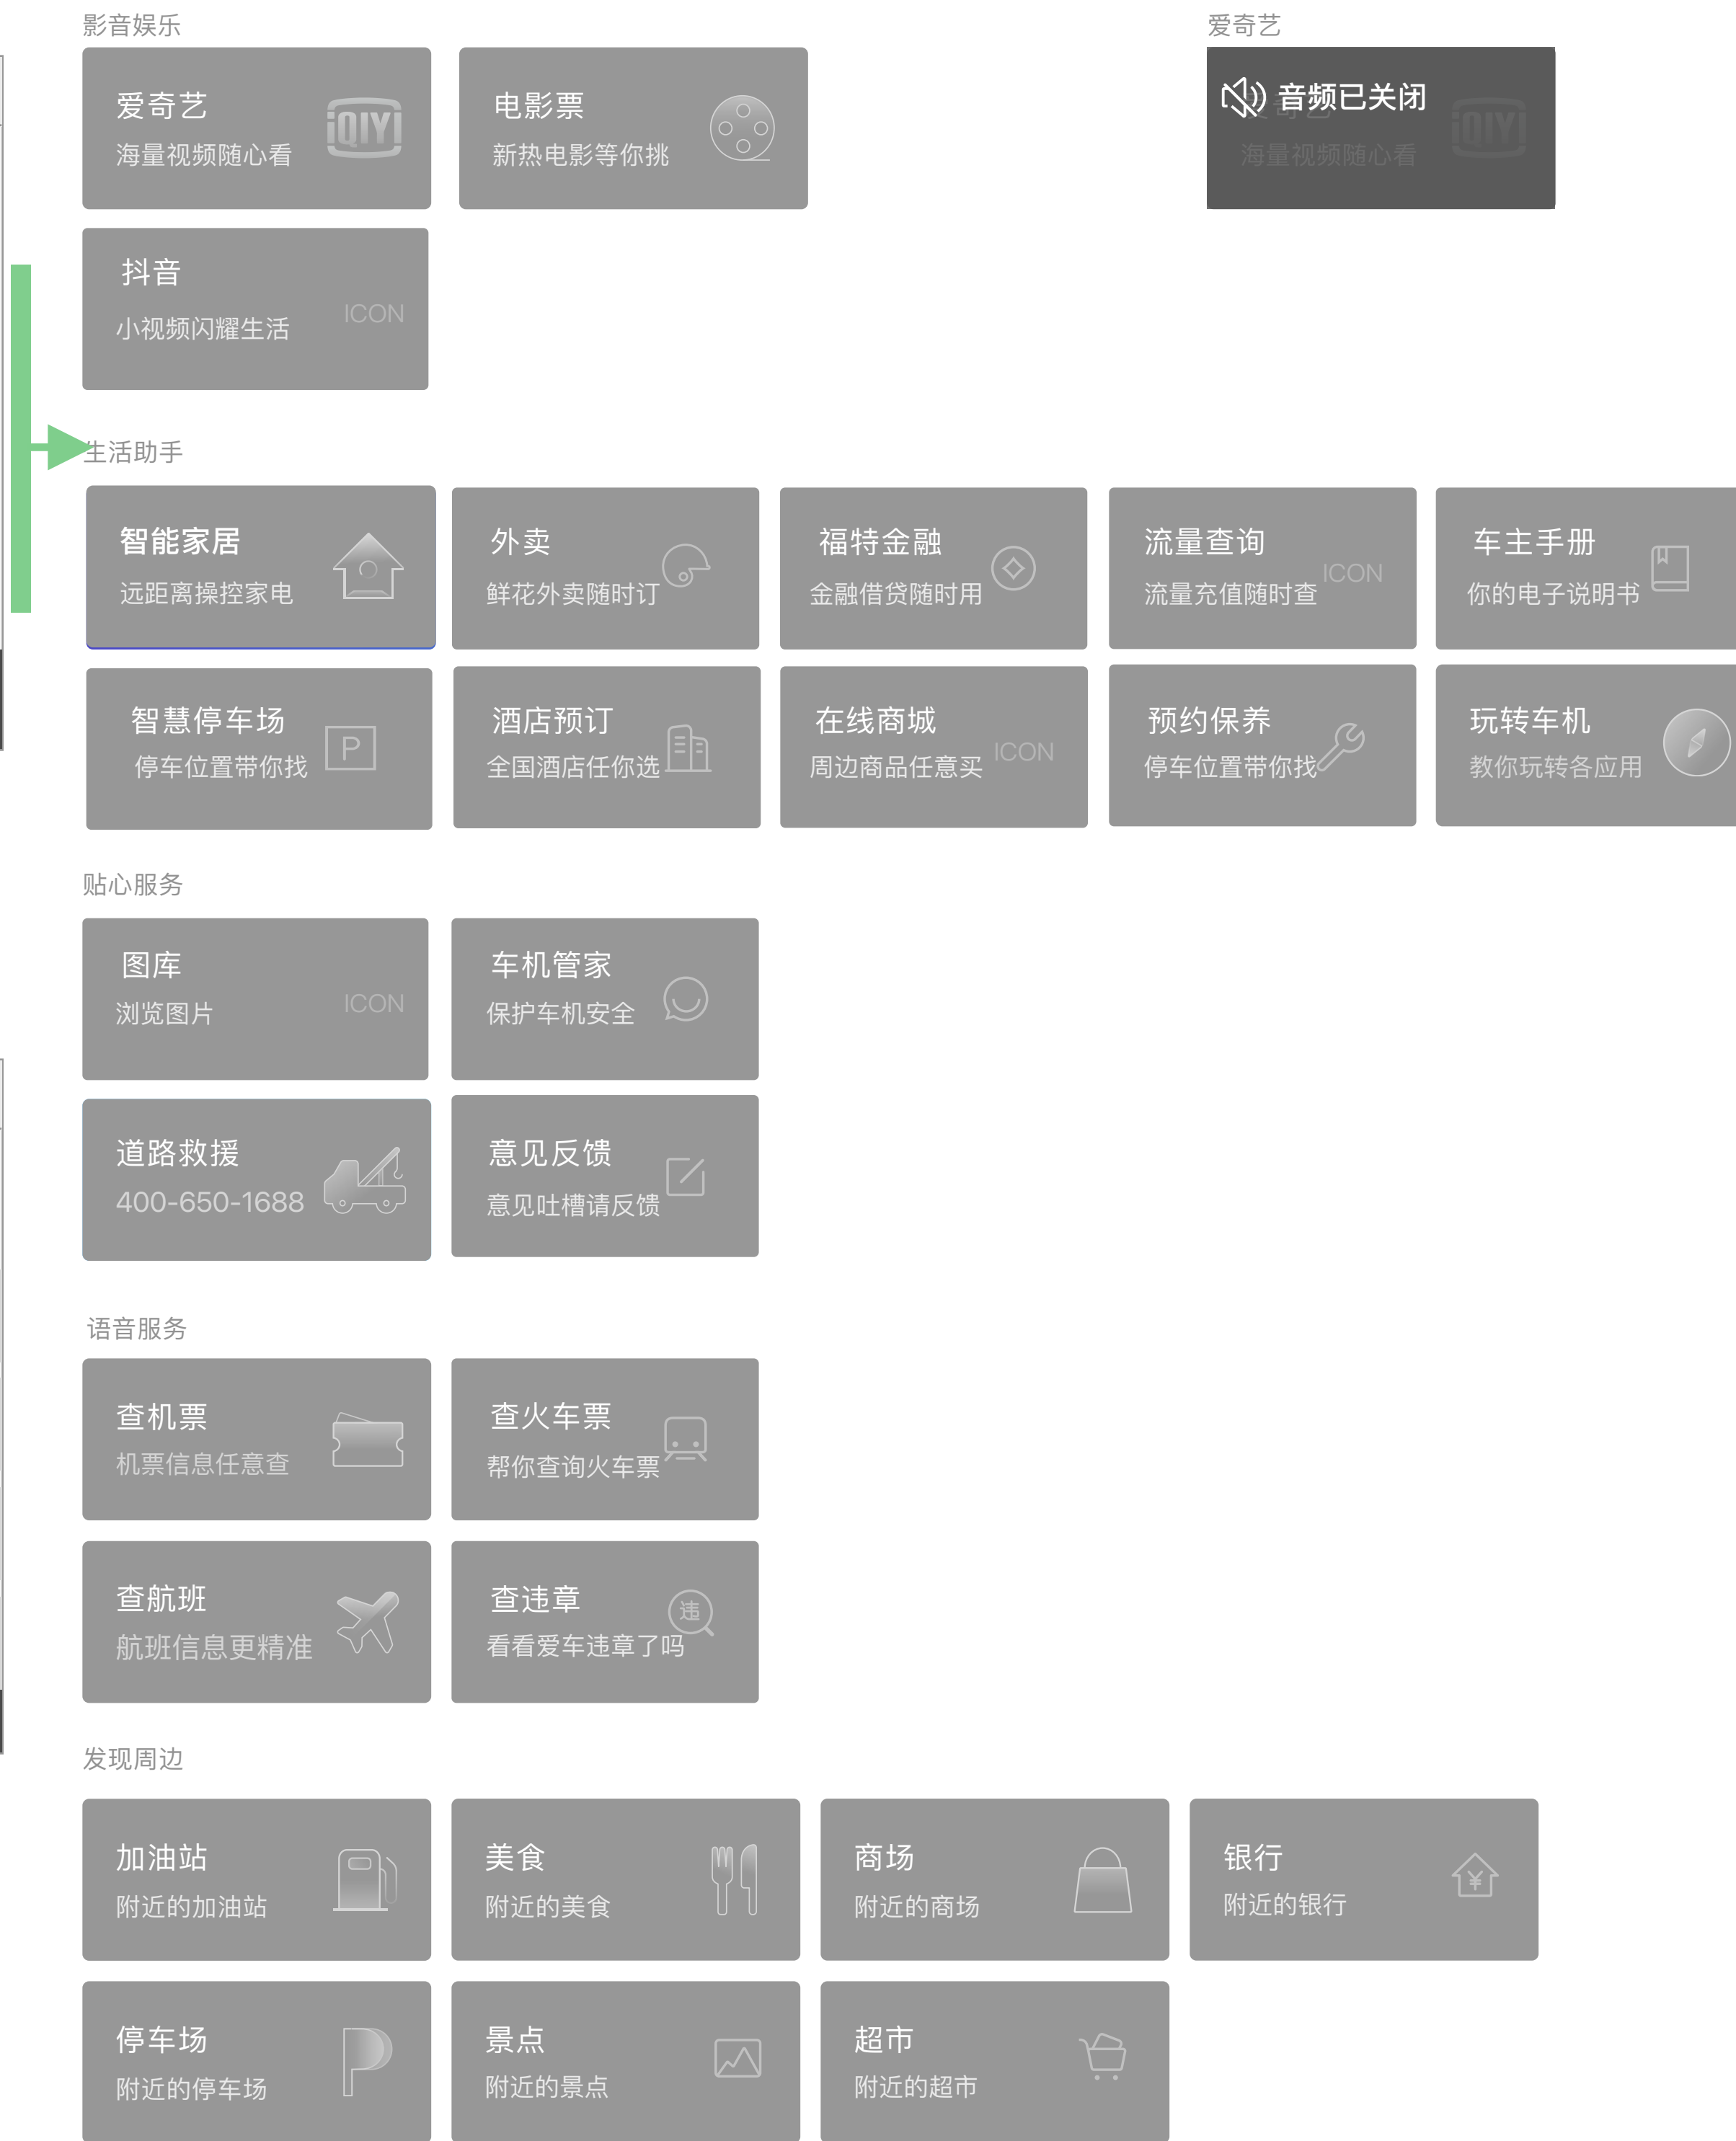 影音娱乐
爱奇艺
爱奇艺
海量视频随心看
QIYI
电影票
新热电影等你挑
音频已关闭
爱奇艺
海量视频随心看
QIYI
抖音
小视频闪耀生活
ICON
生活助手
智能家居
远距离操控家电
外卖
鲜花外卖随时订
福特金融
金融借贷随时用
流量查询
流量充值随时查
ICON
车主手册
你的电子说明书
智慧停车场
停车位置带你找
P
酒店预订
全国酒店任你选
在线商城
周边商品任意买
ICON
预约保养
停车位置带你找
玩转车机
教你玩转各应用
贴心服务
图库
浏览图片
ICON
车机管家
保护车机安全
道路救援
400-650-1688
意见反馈
意见吐槽请反馈
语音服务
查机票
机票信息任意查
查火车票
帮你查询火车票
查航班
航班信息更精准
查违章
看看爱车违章了吗
违
发现周边
加油站
附近的加油站
美食
附近的美食
商场
附近的商场
银行
附近的银行
¥
停车场
附近的停车场
P
景点
附近的景点
超市
附近的超市